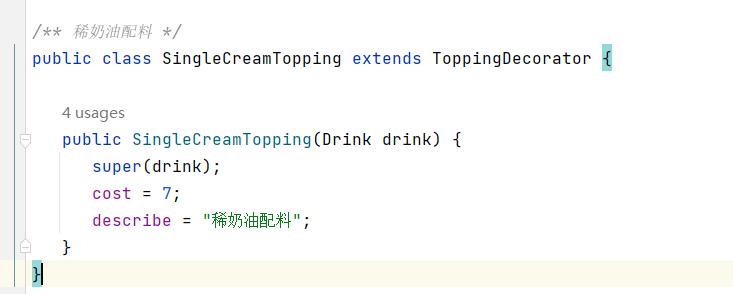 /** 稀奶油配料 */
public class SingleCreamTopping extends ToppingDecorator {
4 usages
public SingleCreamTopping(Drink drink) {
super(drink);
cost = 7;
describe = "稀奶油配料";
}
}